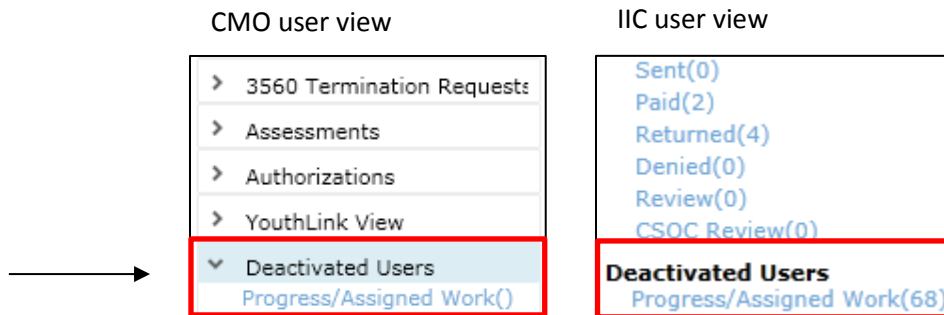 CMO user view
3560 Termination Requests
Assessments
Authorizations
YouthLink View
Deactivated Users
Progress/Assigned Work()
IIC user view
Sent(0)
Paid(2)
Returned(4)
Denied(0)
Review(0)
CSOC Review(0)
Deactivated Users
Progress/Assigned Work(68)